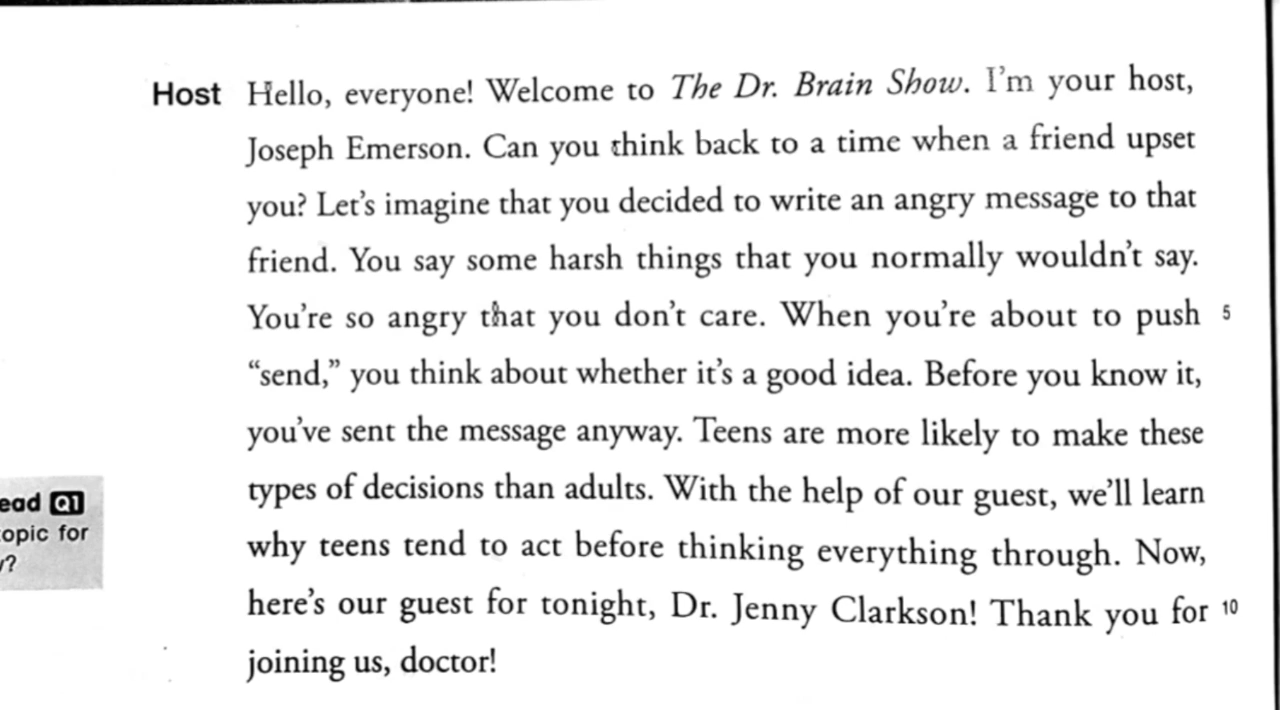 Host Hello, everyone! Welcome to The Dr. Brain Show. I'm your host,
Joseph Emerson. Can you think back to a time when a friend upset
you? Let's imagine that you decided to write an angry message to that
friend. You say some harsh things that you normally wouldn't say.
You're so angry that you don't care. When you're about to push 5
“send,” you think about whether it's a good idea. Before you know it,
you've sent the message anyway. Teens are more likely to make these
types of decisions than adults. With the help of our guest, we'll learn
why teens tend to act before thinking everything through. Now,
here's our guest for tonight, Dr. Jenny Clarkson! Thank you for 10
joining us, doctor!
ead Q1
opic for
?